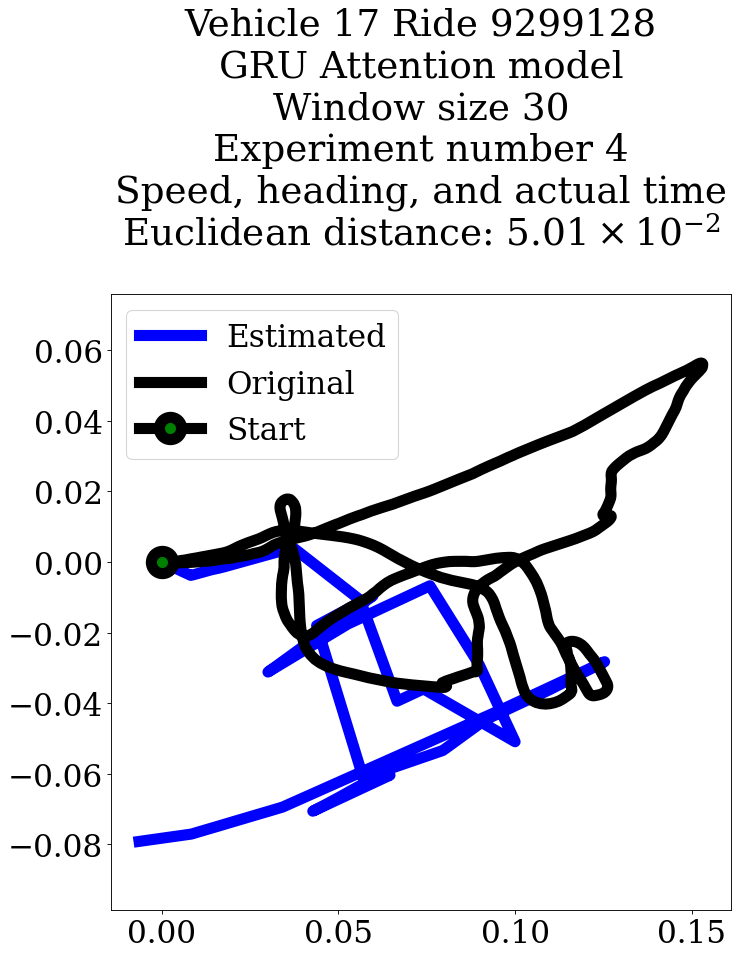 Vehicle 17 Ride 9299128
GRU Attention model
Window size 30
Experiment number 4
Speed, heading, and actual time
Euclidean distance: 5.01 × 10⁻²
Estimated
Original
Start
0.06
0.04
0.02
0.00
−0.02
−0.04
−0.06
−0.08
0.00 0.05 0.10 0.15